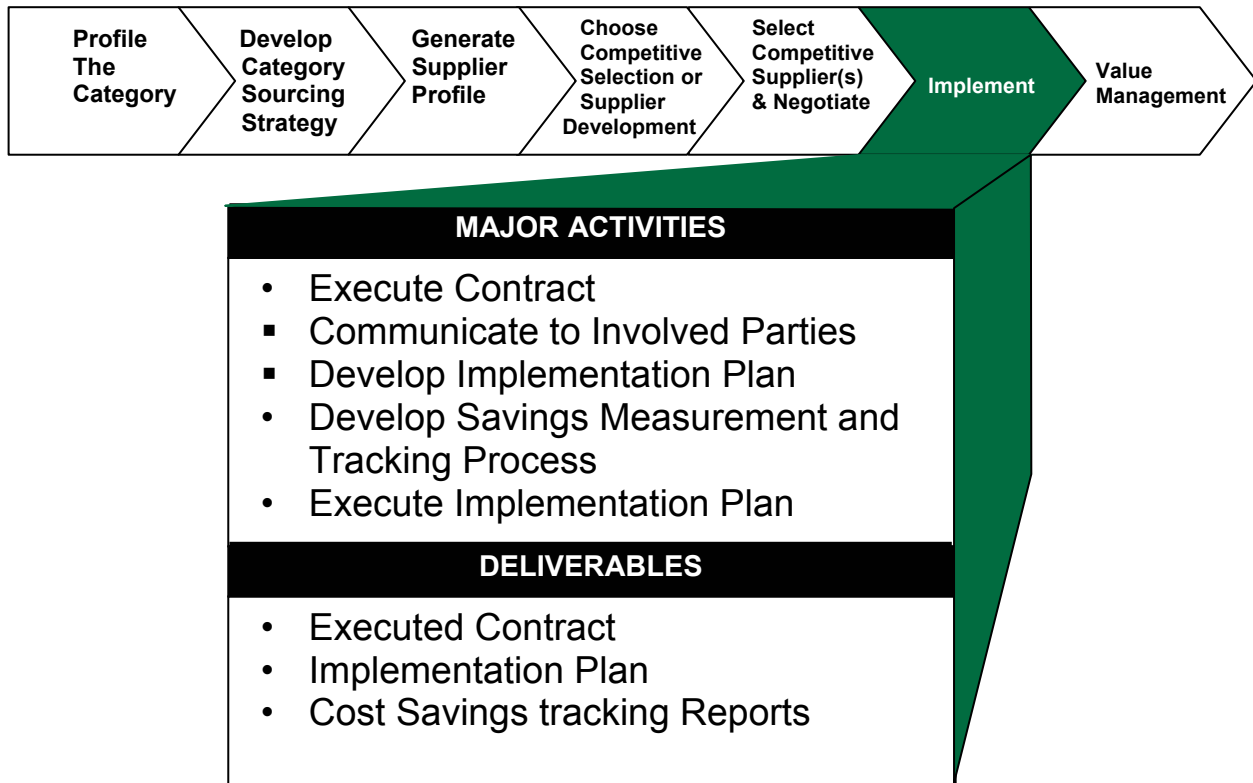 Profile
The
Category
Develop
Category
Sourcing
Strategy
Generate
Supplier
Profile
Choose
Competitive
Selection or
Supplier
Development
Select
Competitive
Supplier(s)
& Negotiate
Implement
Value
Management
MAJOR ACTIVITIES
• Execute Contract
▪ Communicate to Involved Parties
▪ Develop Implementation Plan
• Develop Savings Measurement and
Tracking Process
• Execute Implementation Plan
DELIVERABLES
• Executed Contract
• Implementation Plan
• Cost Savings tracking Reports